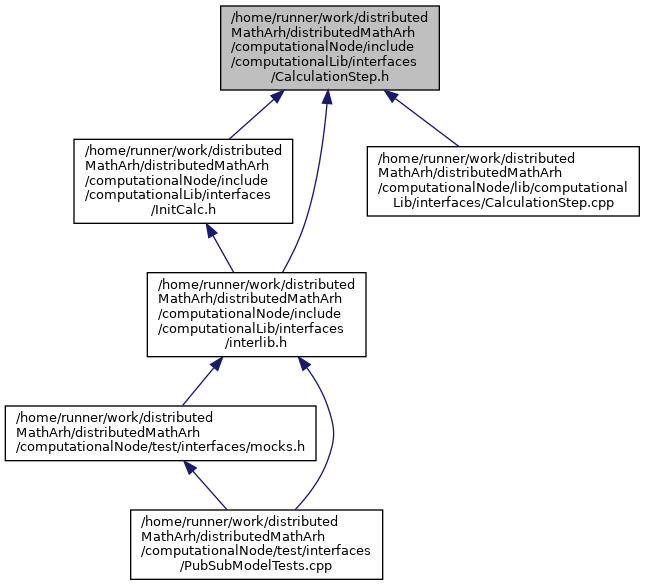 /home/runner/work/distributed
MathArh/distributedMathArh
/computationalNode/include
/computationalLib/interfaces
/CalculationStep.h
/home/runner/work/distributed
MathArh/distributedMathArh
/computationalNode/include
/computationalLib/interfaces
/InitCalc.h
/home/runner/work/distributed
MathArh/distributedMathArh
/computationalNode/lib/computational
Lib/interfaces/CalculationStep.cpp
/home/runner/work/distributed
MathArh/distributedMathArh
/computationalNode/include
/computationalLib/interfaces
/interlib.h
/home/runner/work/distributed
MathArh/distributedMathArh
/computationalNode/test/interfaces/mocks.h
/home/runner/work/distributed
MathArh/distributedMathArh
/computationalNode/test/interfaces
/PubSubModelTests.cpp